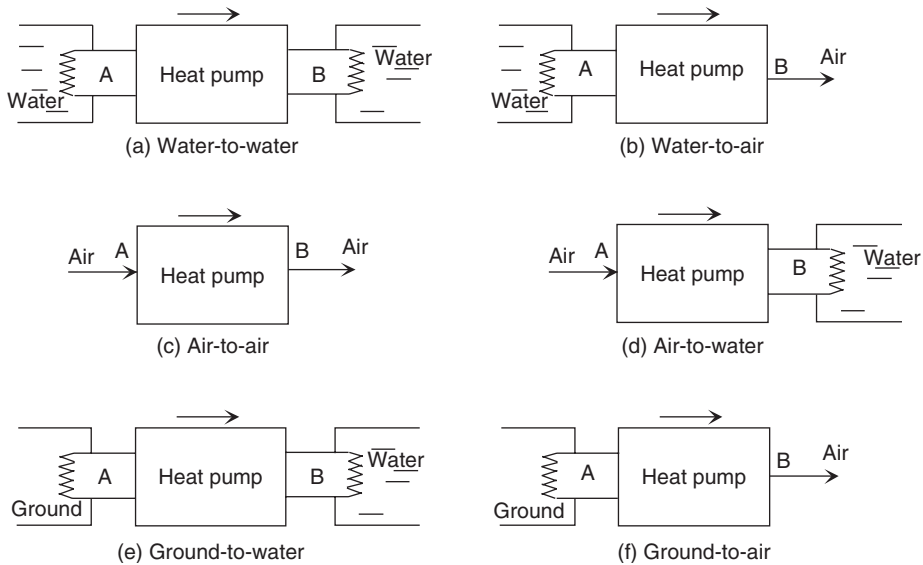 A Heat pump B Water
Water
(a) Water-to-water
A Heat pump B Air
Water
(b) Water-to-air
Air A Heat pump B Air
(c) Air-to-air
Air A Heat pump B Water
(d) Air-to-water
A Heat pump B Water
Ground
(e) Ground-to-water
A Heat pump B Air
Ground
(f) Ground-to-air